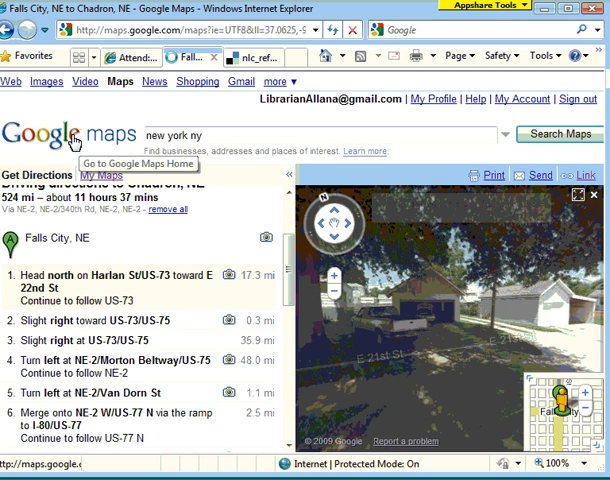 Falls City, NE to Chadron, NE - Google Maps - Windows Internet Explorer
Appshare Tools
http://maps.google.com/maps?ie=UTF8&ll=37.0625,-9
Google
Favorites
Attend:
Fall...
nlc_ref...
Page
Safety
Tools
Web Images Video Maps News Shopping Gmail more
LibrarianAllana@gmail.com | My Profile | Help | My Account | Sign out
Google maps
new york ny
Search Maps
Find businesses, addresses and places of interest. Learn more.
Go to Google Maps Home
Get Directions My Maps
Print Send Link
Driving directions to Chadron, NE
524 mi – about 11 hours 37 mins
Via NE-2, NE-2/340th Rd, NE-2, NE-2 - remove all
A Falls City, NE
1. Head north on Harlan St/US-73 toward E 17.3 mi
22nd St
Continue to follow US-73
2. Slight right toward US-73/US-75 0.3 mi
3. Slight right at US-73/US-75 35.9 mi
4. Turn left at NE-2/Morton Beltway/US-75 48.0 mi
Continue to follow NE-2
5. Turn left at NE-2/Van Dorn St 1.1 mi
6. Merge onto NE-2 W/US-77 N via the ramp 2.5 mi
to I-80/US-77
Continue to follow US-77 N
N
E 21st St
E 21st St
© 2009 Google Report a problem
http://maps.google.c
Internet | Protected Mode: On
100%